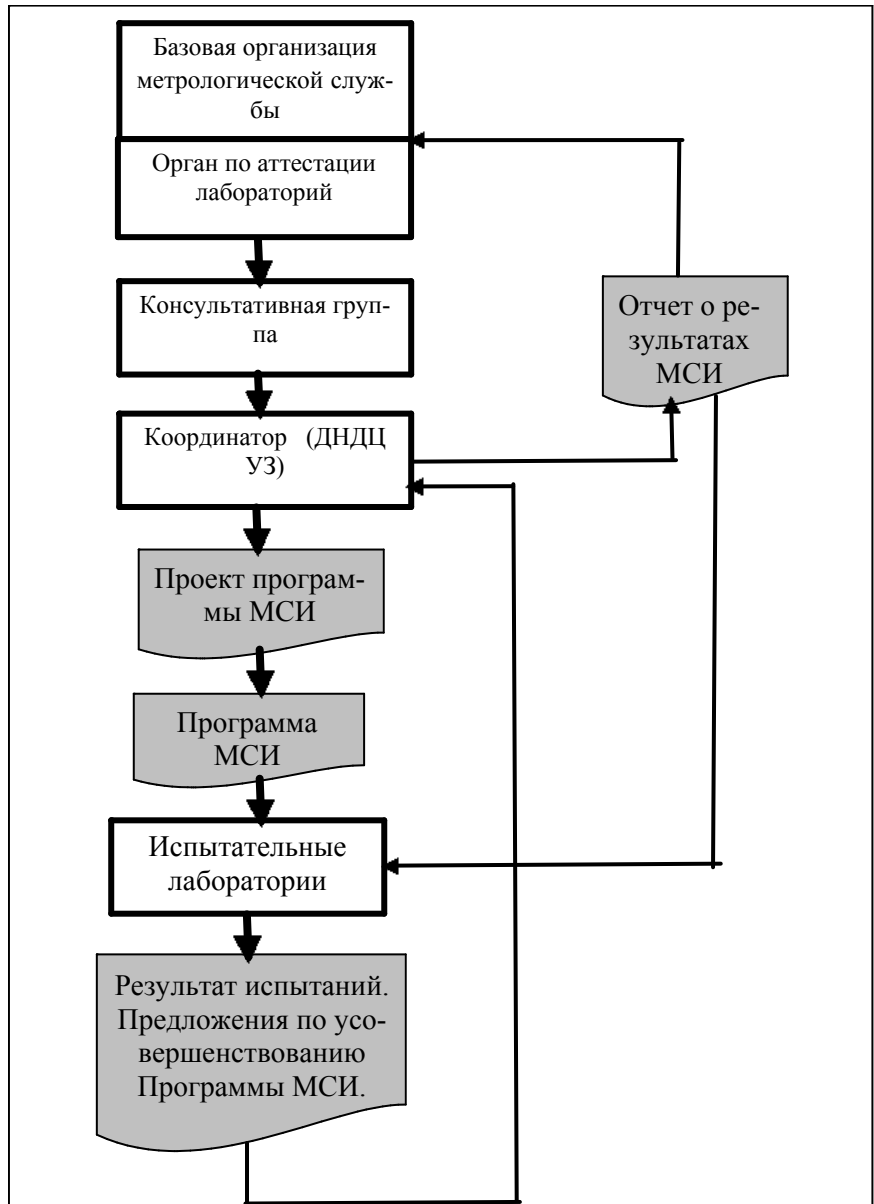 Базовая организация
метрологической служ-
бы
Орган по аттестации
лабораторий
Консультативная груп-
па
Координатор (ДНДЦ
УЗ)
Отчет о ре-
зультатах
МСИ
Проект програм-
мы МСИ
Программа
МСИ
Испытательные
лаборатории
Результат испытаний.
Предложения по усо-
вершенствованию
Программы МСИ.